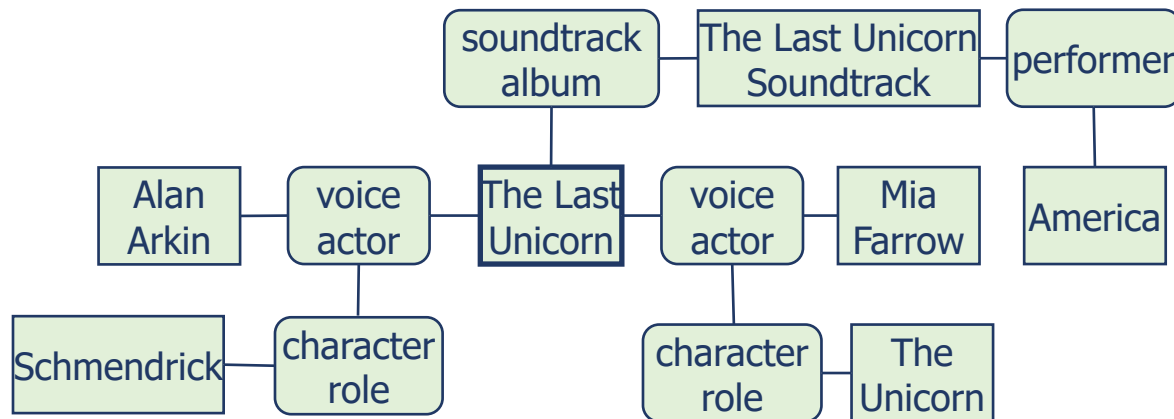 soundtrack
album
The Last Unicorn
Soundtrack
performer
Alan
Arkin
voice
actor
The Last
Unicorn
voice
actor
Mia
Farrow
America
Schmendrick
character
role
character
role
The
Unicorn